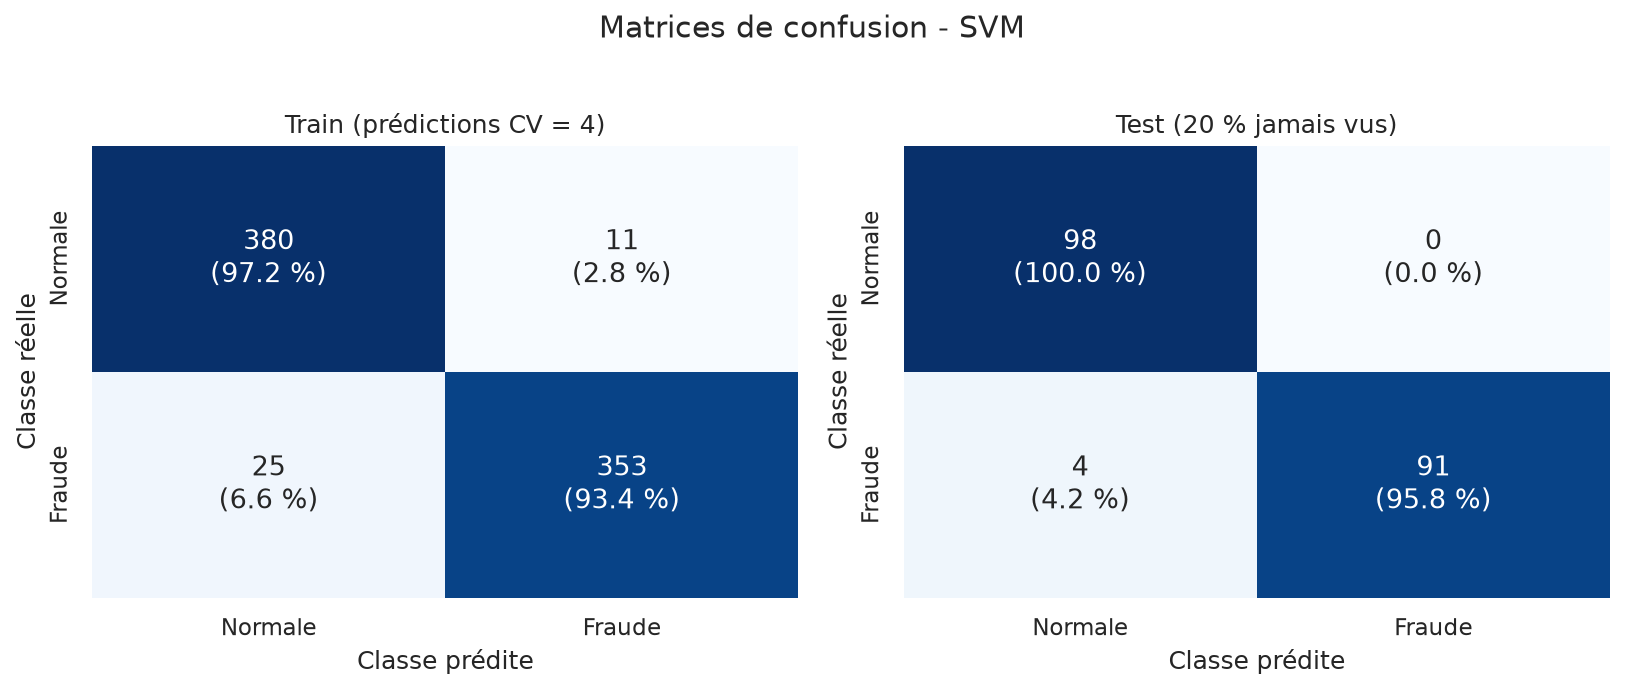 Matrices de confusion - SVM
Train (prédictions CV = 4)
Classe réelle
Normale
380
(97.2 %)
11
(2.8 %)
Fraude
25
(6.6 %)
353
(93.4 %)
Normale
Fraude
Classe prédite
Test (20 % jamais vus)
Classe réelle
Normale
98
(100.0 %)
0
(0.0 %)
Fraude
4
(4.2 %)
91
(95.8 %)
Normale
Fraude
Classe prédite